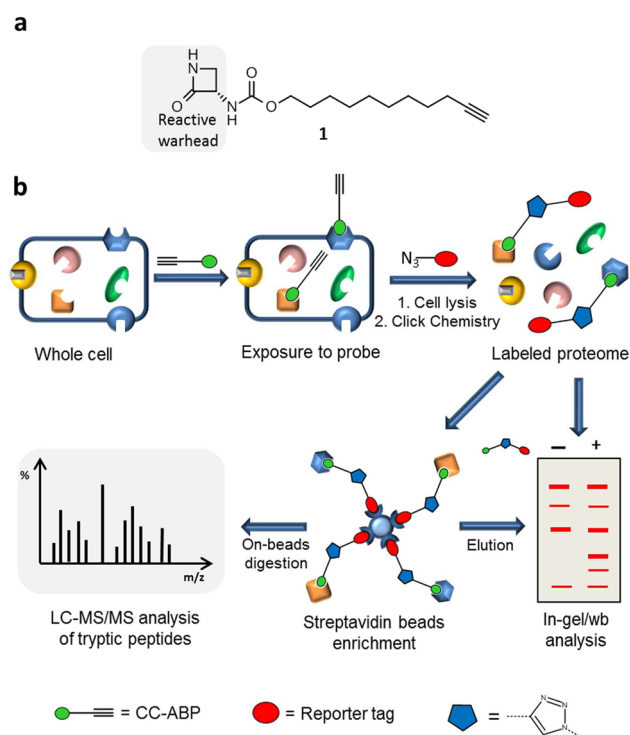 a
H
N
O
Reactive
warhead
N
H
O
O
1
b
N3
1. Cell lysis
2. Click Chemistry
Whole cell
Exposure to probe
Labeled proteome
%
m/z
On-beads
digestion
Elution
– +
LC-MS/MS analysis
of tryptic peptides
Streptavidin beads
enrichment
In-gel/wb
analysis
= CC-ABP
= Reporter tag
=
N
N
N